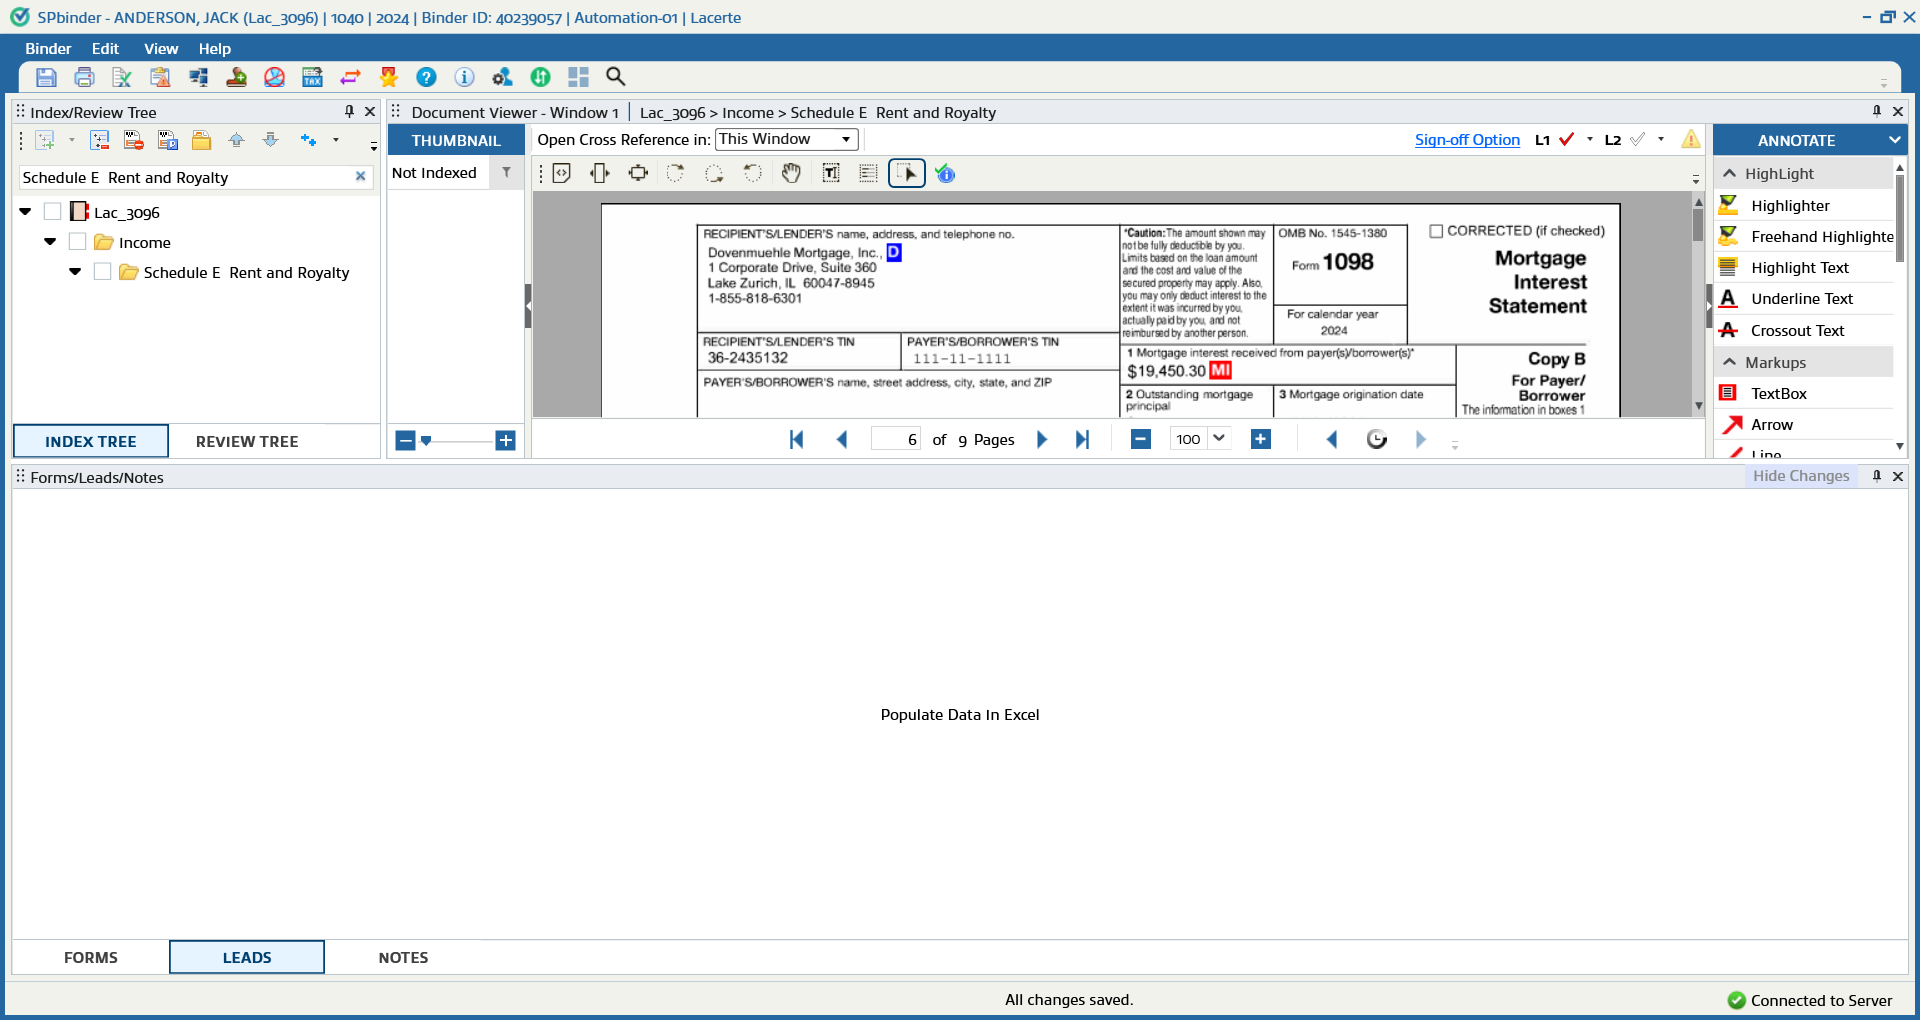 SPbinder - ANDERSON, JACK (Lac_3096) | 1040 | 2024 | Binder ID: 40239057 | Automation-01 | Lacerte
Binder Edit View Help
Index/Review Tree
Document Viewer - Window 1 | Lac_3096 > Income > Schedule E Rent and Royalty
THUMBNAIL
Open Cross Reference in: This Window
Sign-off Option L1 L2
ANNOTATE
Not Indexed
Schedule E Rent and Royalty
Lac_3096
Income
Schedule E Rent and Royalty
INDEX TREE
REVIEW TREE
RECIPIENT'S/LENDER'S name, address, and telephone no.
Dovenmuehle Mortgage, Inc., D
1 Corporate Drive, Suite 360
Lake Zurich, IL 60047-8945
1-855-818-6301
*Caution: The amount shown may
not be fully deductible by you.
Limits based on the loan amount
and the cost and value of the
secured property may apply. Also,
you may only deduct interest to the
extent it was incurred by you,
actually paid by you, and not
reimbursed by another person.
OMB No. 1545-1380
Form 1098
For calendar year
2024
CORRECTED (if checked)
Mortgage
Interest
Statement
RECIPIENT'S/LENDER'S TIN
36-2435132
PAYER'S/BORROWER'S TIN
111-11-1111
1 Mortgage interest received from payer(s)/borrower(s)*
$19,450.30 MI
Copy B
For Payer/
Borrower
The information in boxes 1
PAYER'S/BORROWER'S name, street address, city, state, and ZIP
2 Outstanding mortgage
principal
3 Mortgage origination date
6 of 9 Pages
100
HighLight
Highlighter
Freehand Highlighte
Highlight Text
Underline Text
Crossout Text
Markups
TextBox
Arrow
Line
Forms/Leads/Notes
Hide Changes
Populate Data In Excel
FORMS
LEADS
NOTES
All changes saved.
Connected to Server